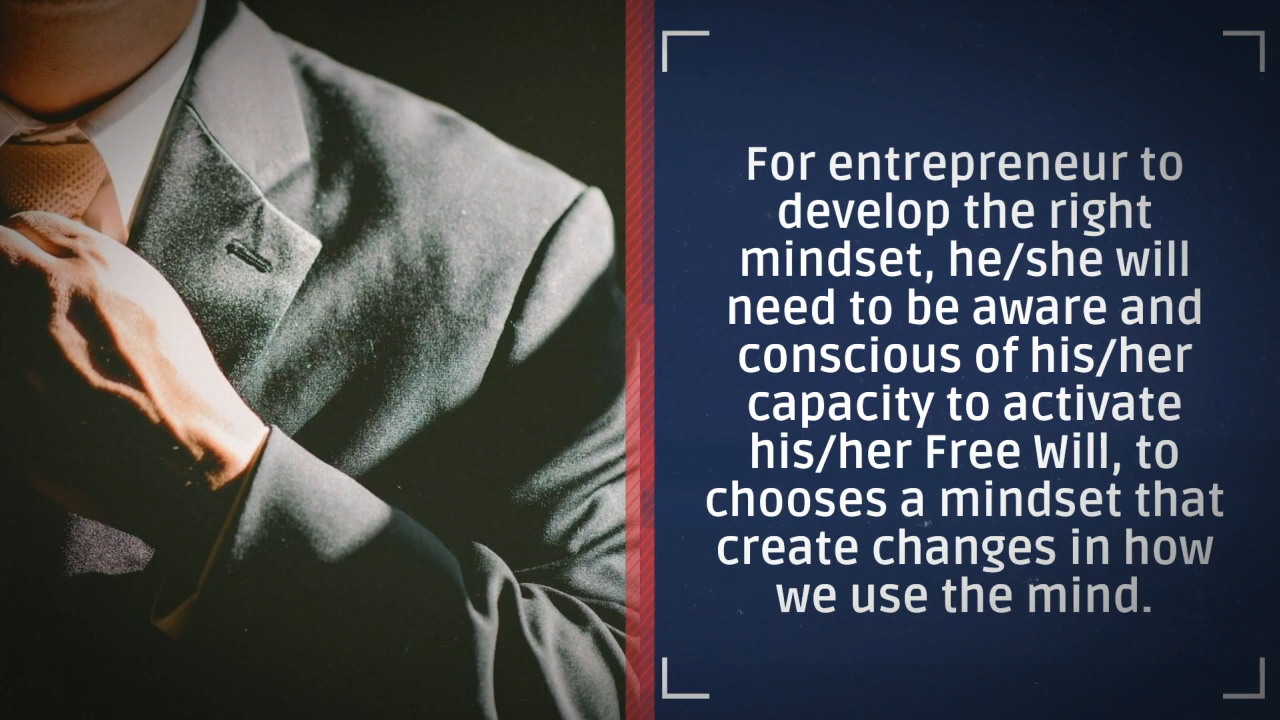 For entrepreneur to
develop the right
mindset, he/she will
need to be aware and
conscious of his/her
capacity to activate
his/her Free Will, to
chooses a mindset that
create changes in how
we use the mind.